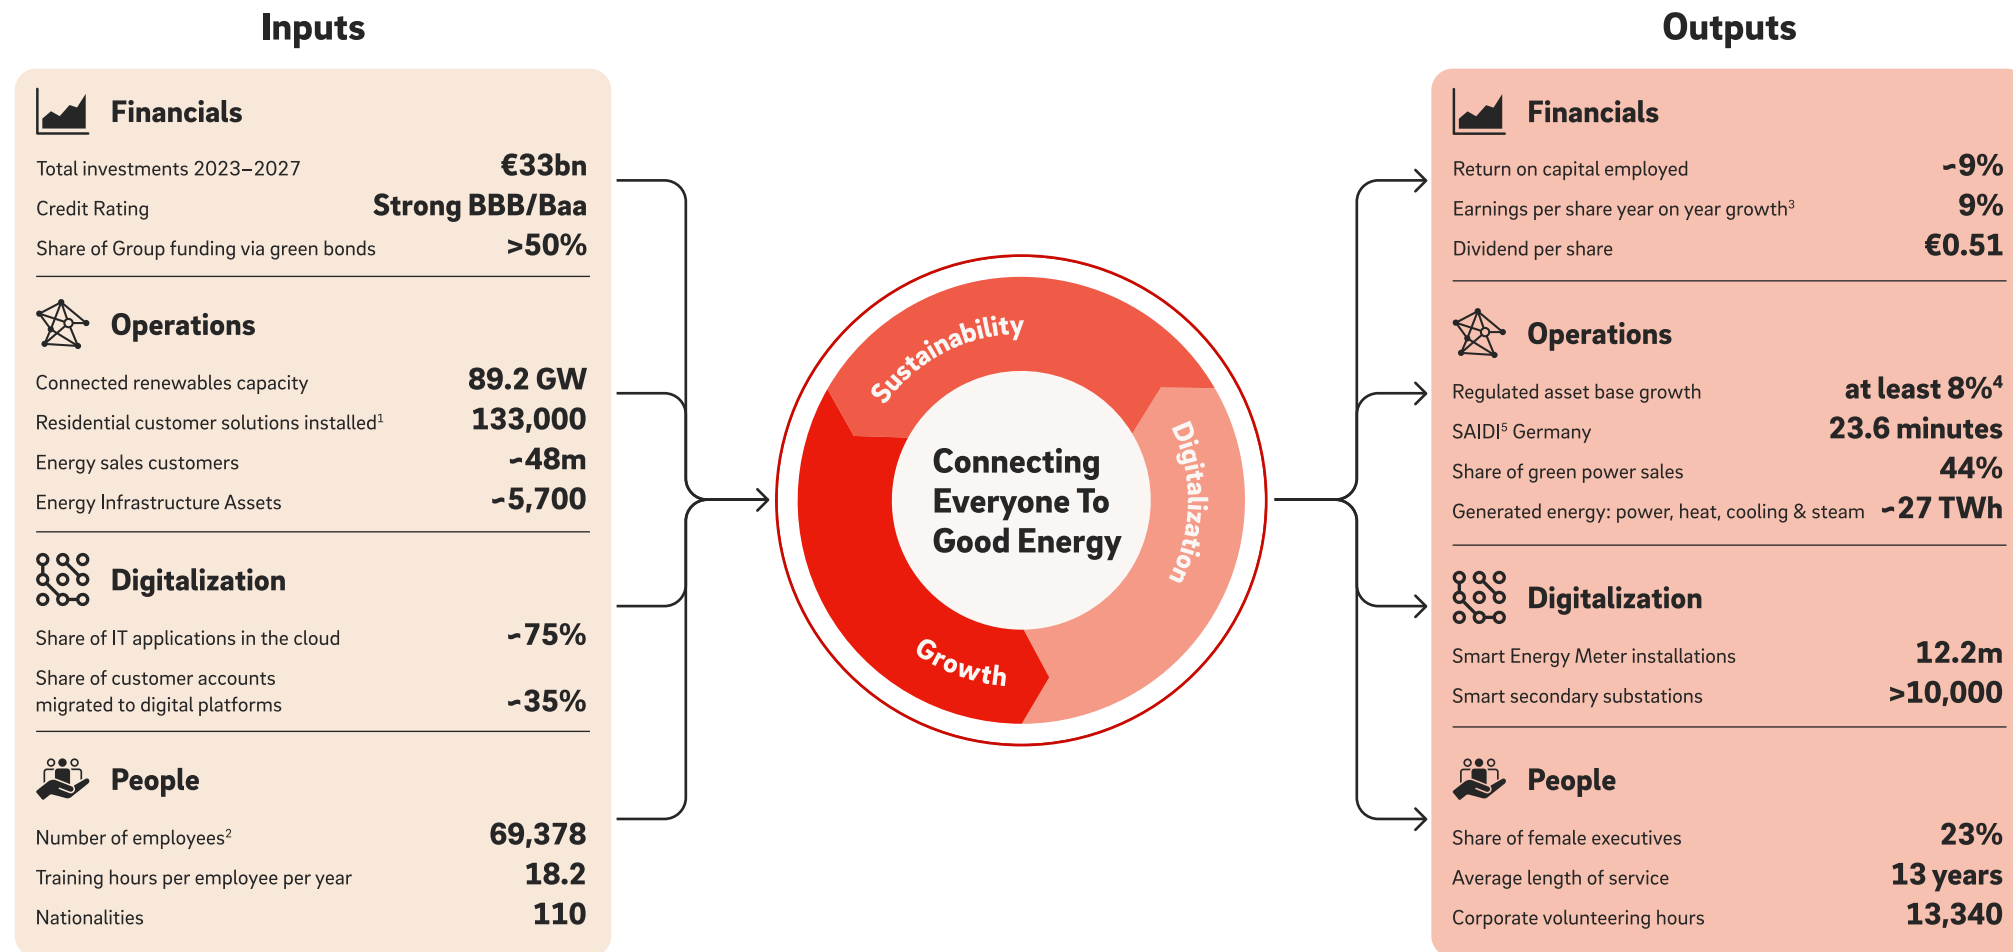 Inputs
Financials
Total investments 2023–2027 €33bn
Credit Rating Strong BBB/Baa
Share of Group funding via green bonds >50%
Operations
Connected renewables capacity 89.2 GW
Residential customer solutions installed¹ 133,000
Energy sales customers ~48m
Energy Infrastructure Assets ~5,700
Digitalization
Share of IT applications in the cloud ~75%
Share of customer accounts
migrated to digital platforms ~35%
People
Number of employees² 69,378
Training hours per employee per year 18.2
Nationalities 110
Sustainability
Digitalization
Growth
Connecting
Everyone To
Good Energy
Outputs
Financials
Return on capital employed ~9%
Earnings per share year on year growth³ 9%
Dividend per share €0.51
Operations
Regulated asset base growth at least 8%⁴
SAIDI⁵ Germany 23.6 minutes
Share of green power sales 44%
Generated energy: power, heat, cooling & steam ~27 TWh
Digitalization
Smart Energy Meter installations 12.2m
Smart secondary substations >10,000
People
Share of female executives 23%
Average length of service 13 years
Corporate volunteering hours 13,340